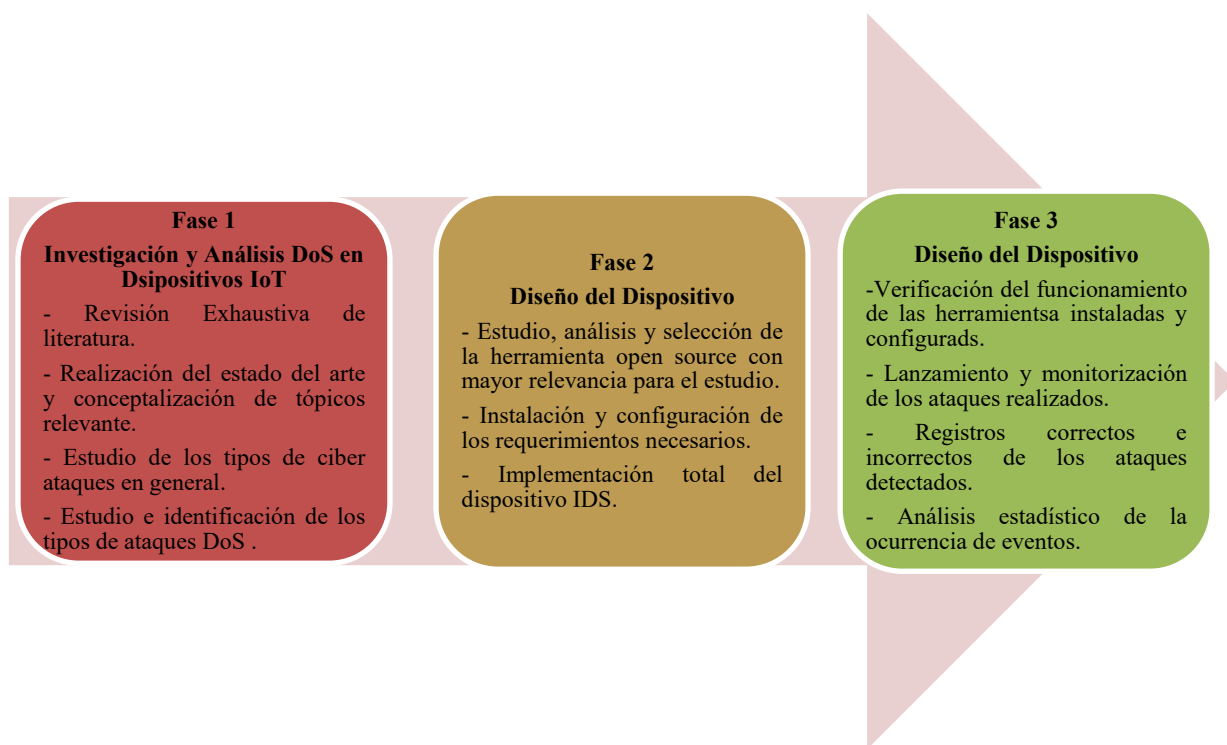 Fase 1
Investigación y Análisis DoS en
Dsipositivos IoT
- Revisión Exhaustiva de
literatura.
- Realización del estado del arte
y conceptalización de tópicos
relevante.
- Estudio de los tipos de ciber
ataques en general.
- Estudio e identificación de los
tipos de ataques DoS .
Fase 2
Diseño del Dispositivo
- Estudio, análisis y selección de
la herramienta open source con
mayor relevancia para el estudio.
- Instalación y configuración de
los requerimientos necesarios.
- Implementación total del
dispositivo IDS.
Fase 3
Diseño del Dispositivo
-Verificación del funcionamiento
de las herramientsa instaladas y
configurads.
- Lanzamiento y monitorización
de los ataques realizados.
- Registros correctos e
incorrectos de los ataques
detectados.
- Análisis estadístico de la
ocurrencia de eventos.